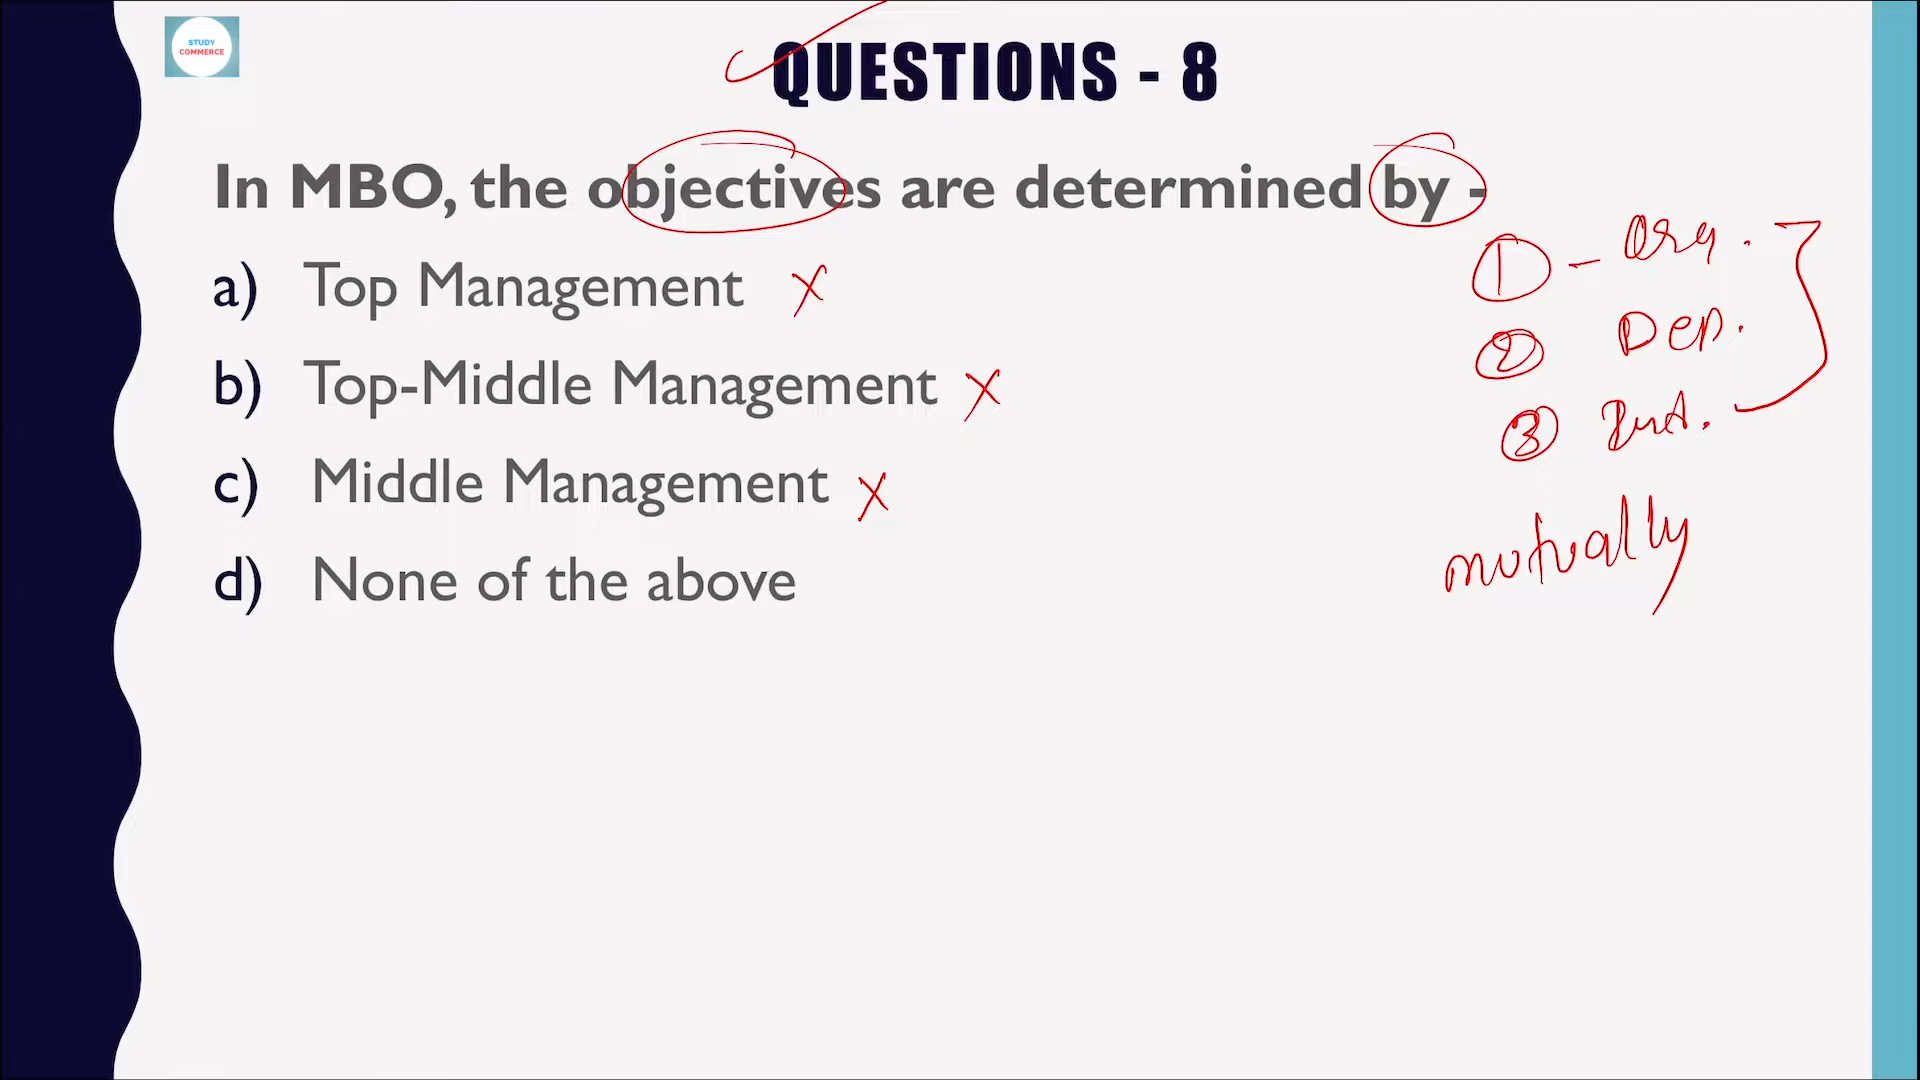 STUDY
COMMERCE
QUESTIONS - 8
In MBO, the objectives are determined by -
a) Top Management X
b) Top-Middle Management X
c) Middle Management X
d) None of the above
① - Org.
② Dep.
③
mutually